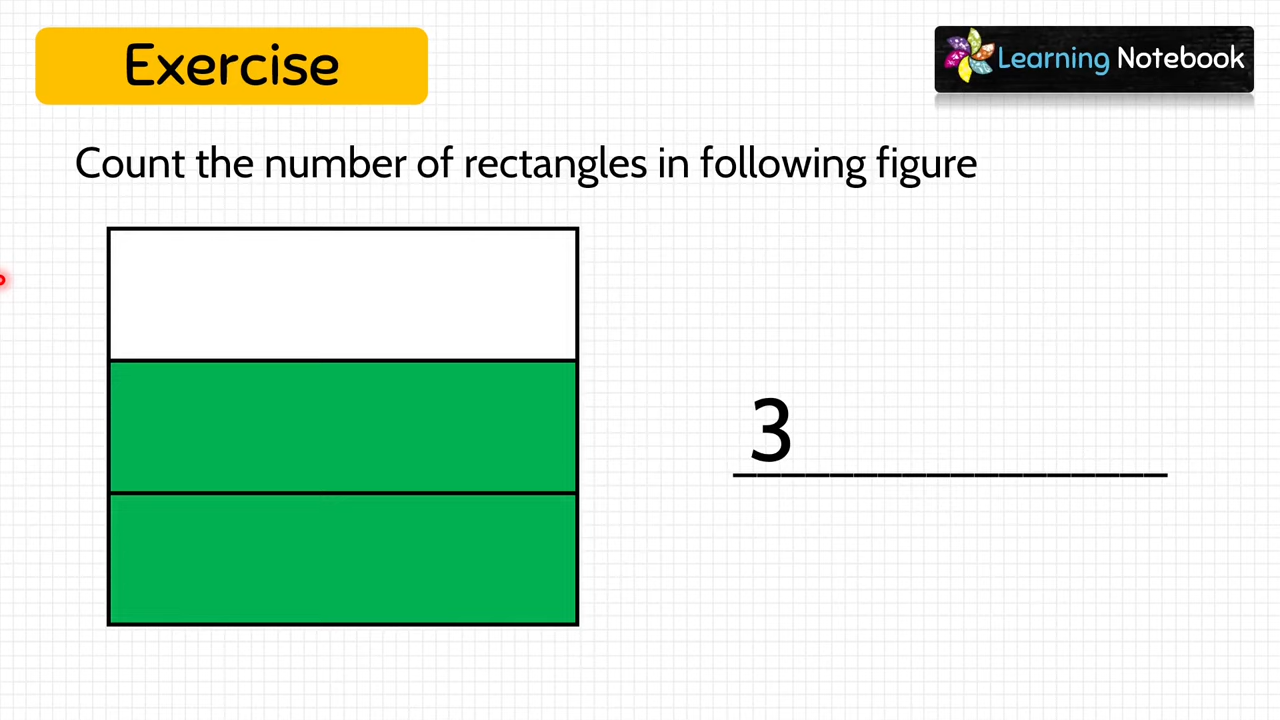 Exercise
Learning Notebook
Count the number of rectangles in following figure
3